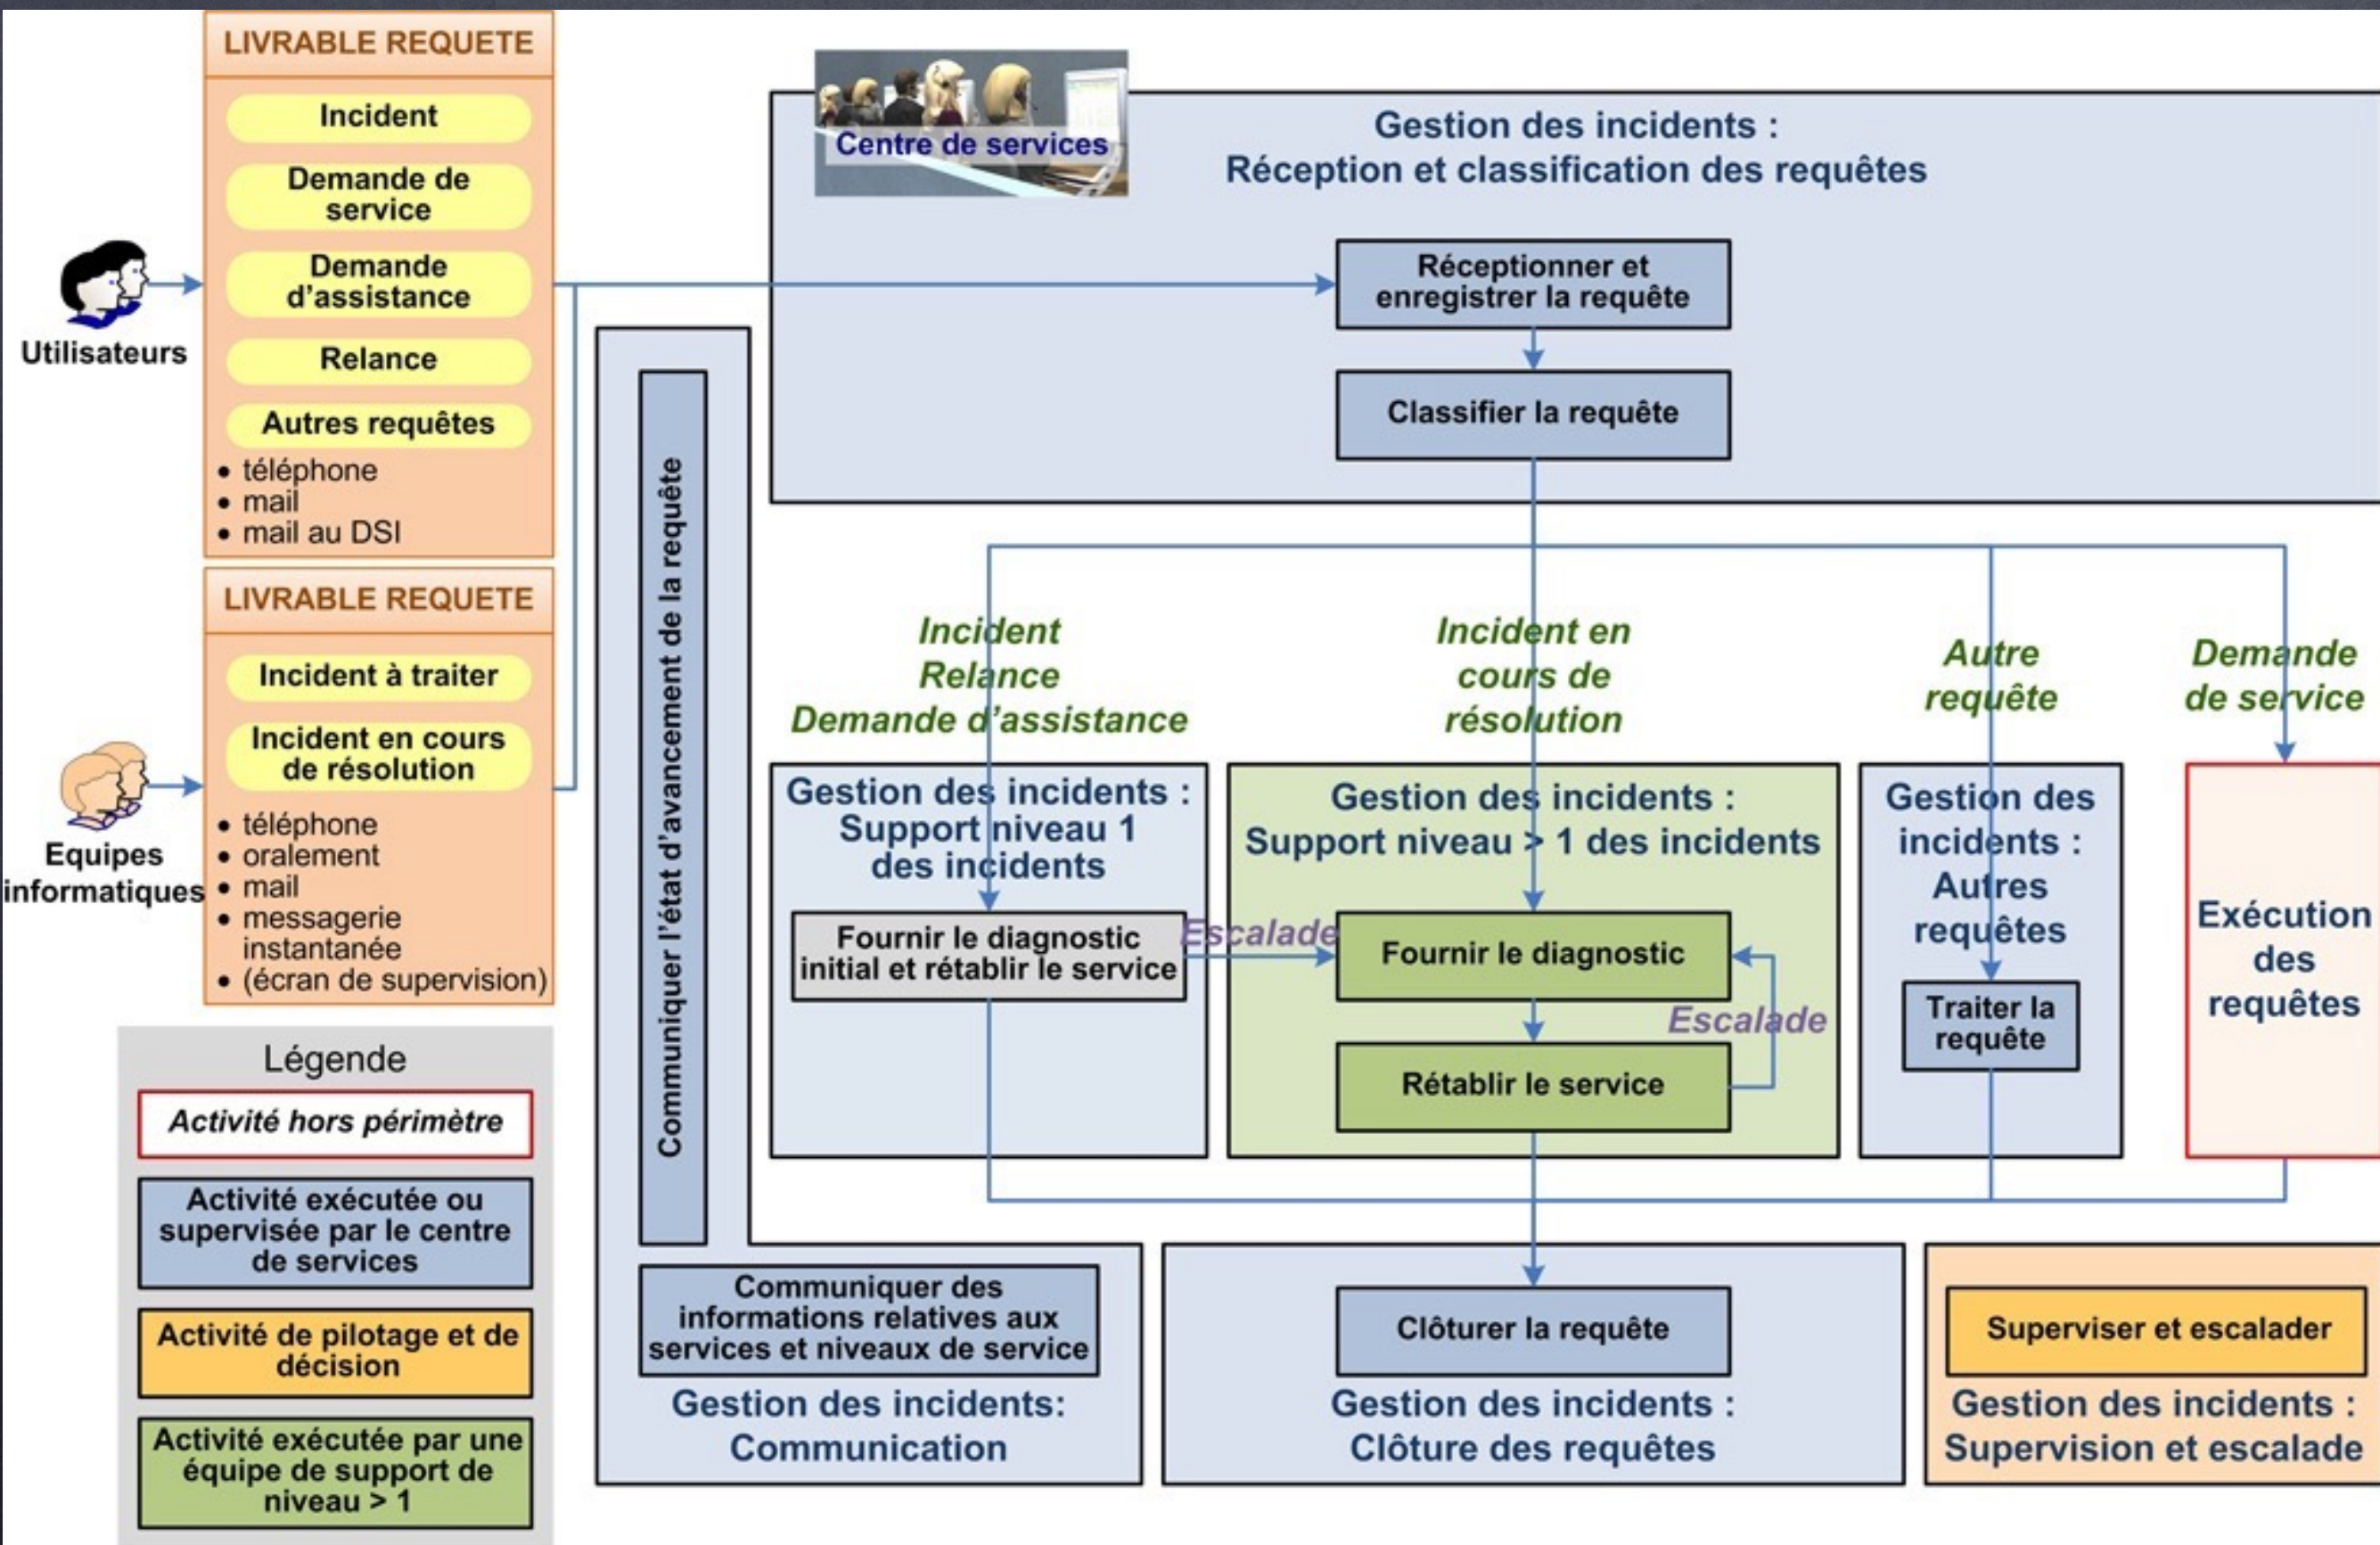 LIVRABLE REQUETE
Incident
Demande de
service
Demande
d'assistance
Relance
Autres requêtes
• téléphone
• mail
• mail au DSI
Utilisateurs
LIVRABLE REQUETE
Incident à traiter
Incident en cours
de résolution
• téléphone
• oralement
• mail
• messagerie
instantanée
• (écran de supervision)
Equipes
informatiques
Légende
Activité hors périmètre
Activité exécutée ou
supervisée par le centre
de services
Activité de pilotage et de
décision
Activité exécutée par une
équipe de support de
niveau > 1
Centre de services
Gestion des incidents :
Réception et classification des requêtes
Réceptionner et
enregistrer la requête
Classifier la requête
Communiquer l'état d'avancement de la requête
Incident
Relance
Demande d'assistance
Incident en
cours de
résolution
Autre
requête
Demande
de service
Gestion des incidents :
Support niveau 1
des incidents
Fournir le diagnostic
initial et rétablir le service
Escalade
Gestion des incidents :
Support niveau > 1 des incidents
Fournir le diagnostic
Escalade
Rétablir le service
Gestion des
incidents :
Autres
requêtes
Traiter la
requête
Exécution
des
requêtes
Communiquer des
informations relatives aux
services et niveaux de service
Gestion des incidents:
Communication
Clôturer la requête
Gestion des incidents :
Clôture des requêtes
Superviser et escalader
Gestion des incidents :
Supervision et escalade